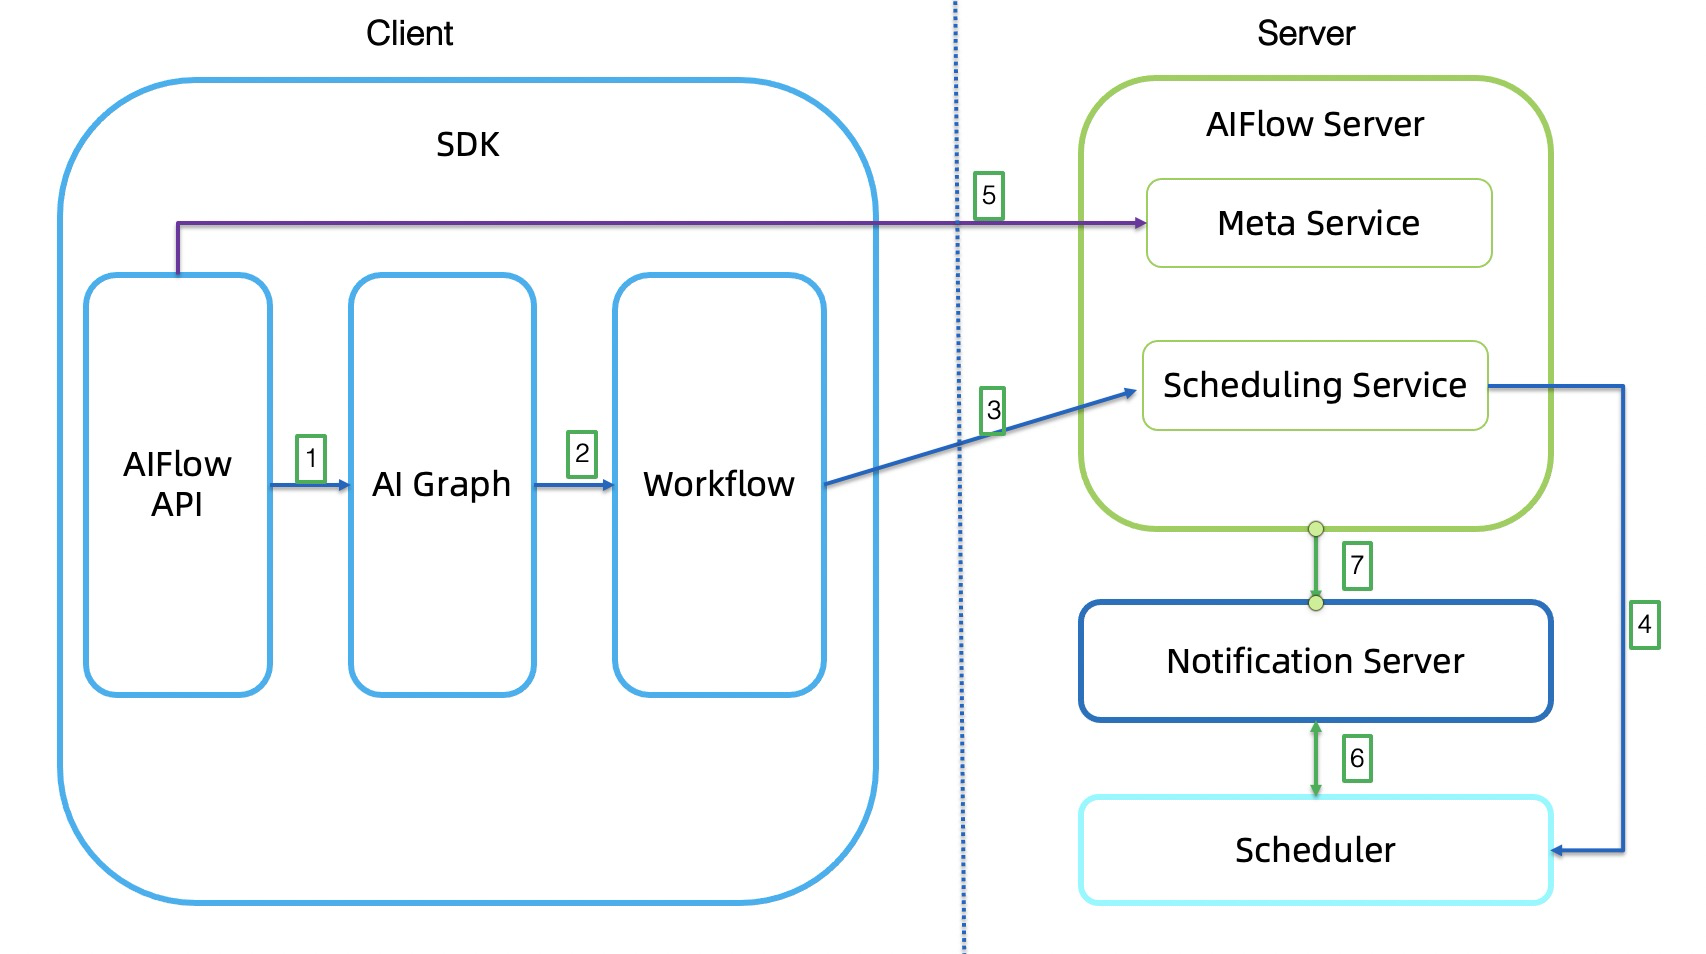 Client
Server
SDK
AIFlow Server
5
Meta Service
3
Scheduling Service
AIFlow
API
1
AI Graph
2
Workflow
7
Notification Server
4
6
Scheduler